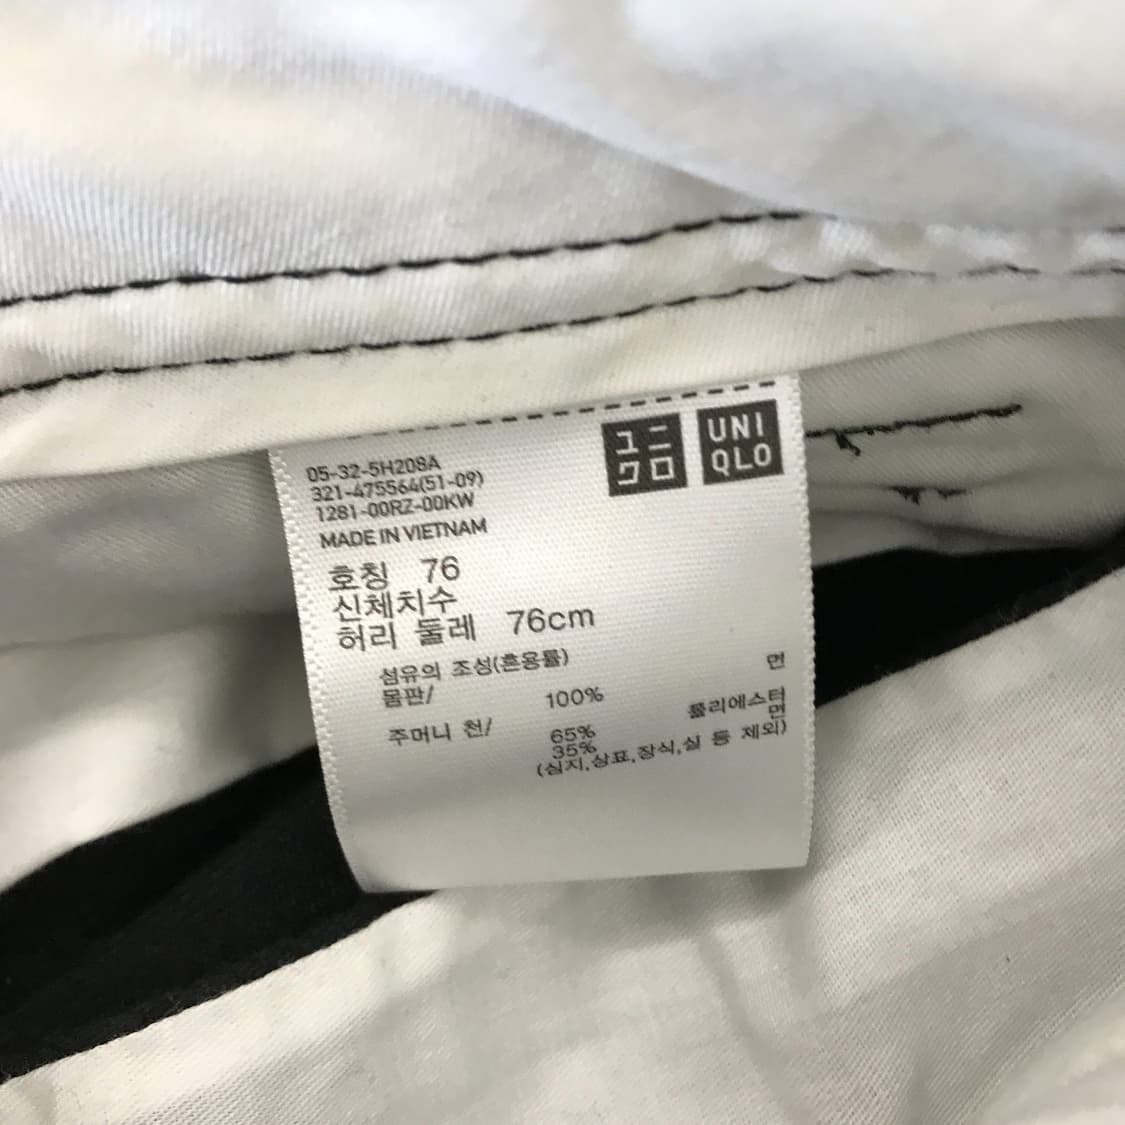 ユニ
クロ
UNI
QLO
05-32-5H208A
321-475564(51-09)
1281-00RZ-00KW
MADE IN VIETNAM
호칭 76
신체치수
허리 둘레 76cm
섬유의 조성(혼용률)
몸판/ 100% 면
주머니 천/ 65% 폴리에스터
35% 면
(심지,상표,장식,실 등 제외)